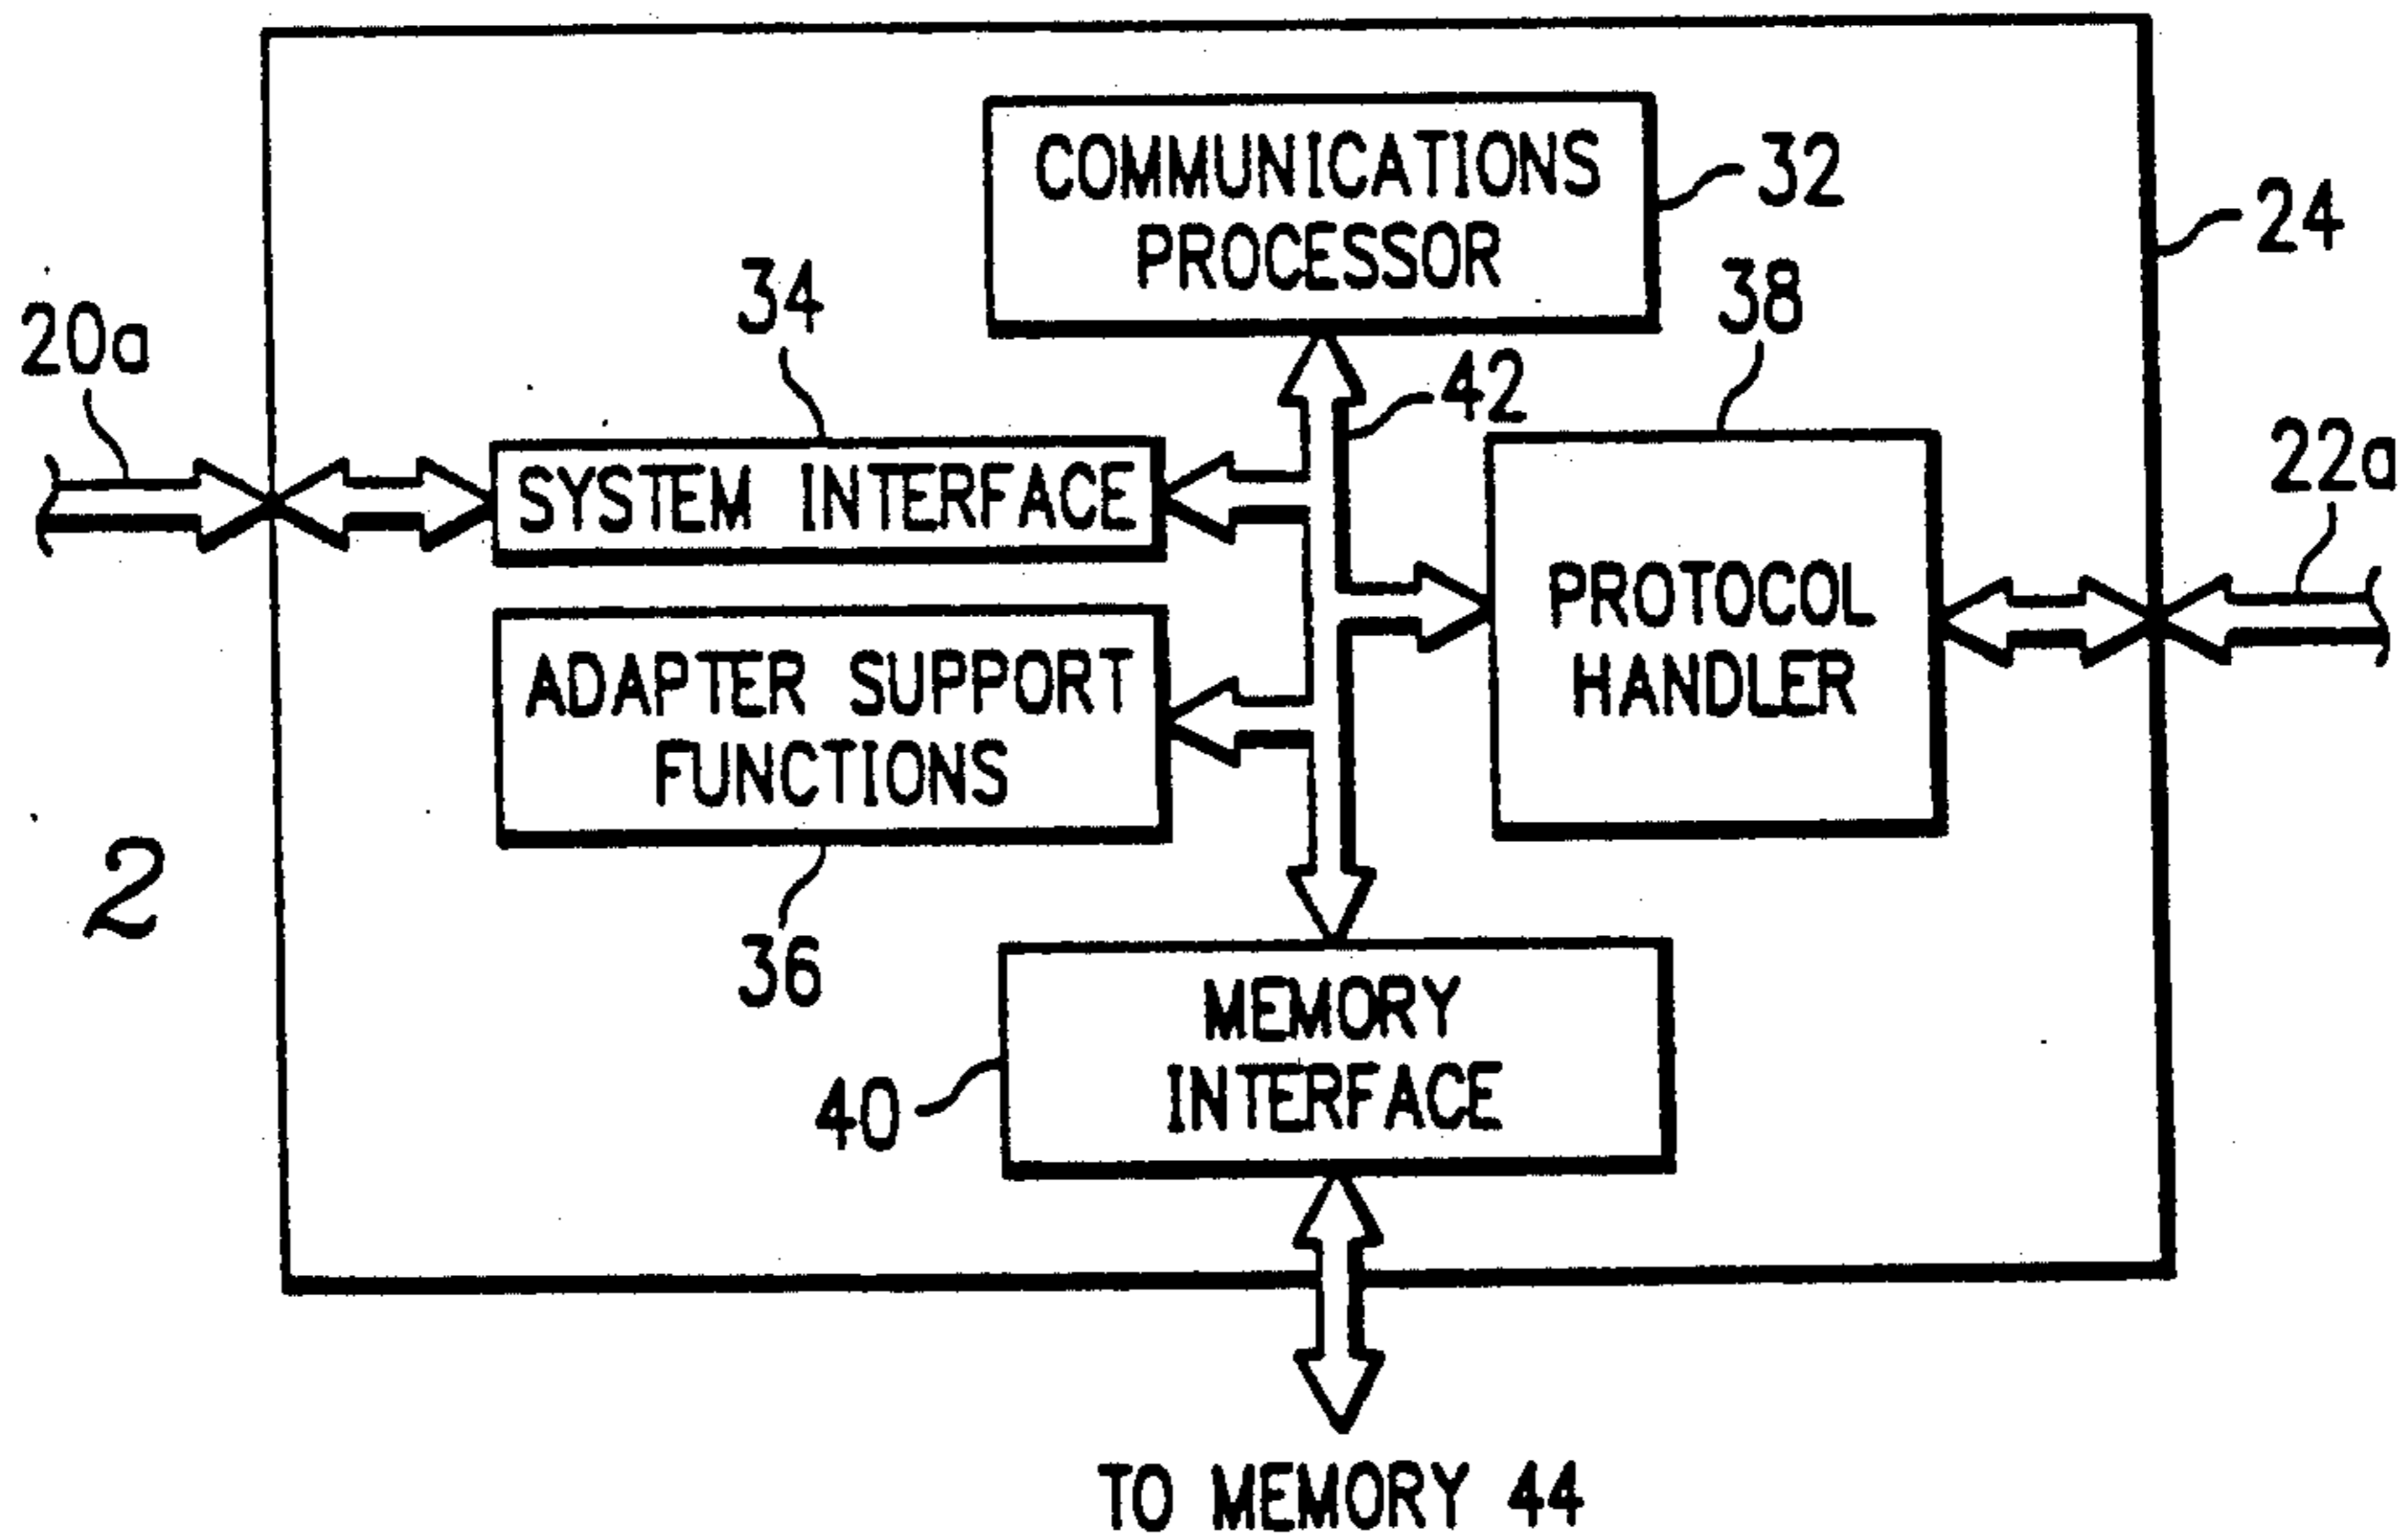 COMMUNICATIONS
PROCESSOR
32
24
34
38
20a
42
22a
SYSTEM INTERFACE
PROTOCOL
HANDLER
ADAPTER SUPPORT
FUNCTIONS
2
36
MEMORY
INTERFACE
40
TO MEMORY 44